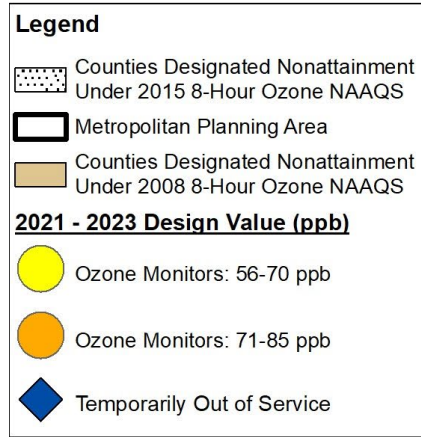 Legend
Counties Designated Nonattainment
Under 2015 8-Hour Ozone NAAQS
Metropolitan Planning Area
Counties Designated Nonattainment
Under 2008 8-Hour Ozone NAAQS
2021 - 2023 Design Value (ppb)
Ozone Monitors: 56-70 ppb
Ozone Monitors: 71-85 ppb
Temporarily Out of Service